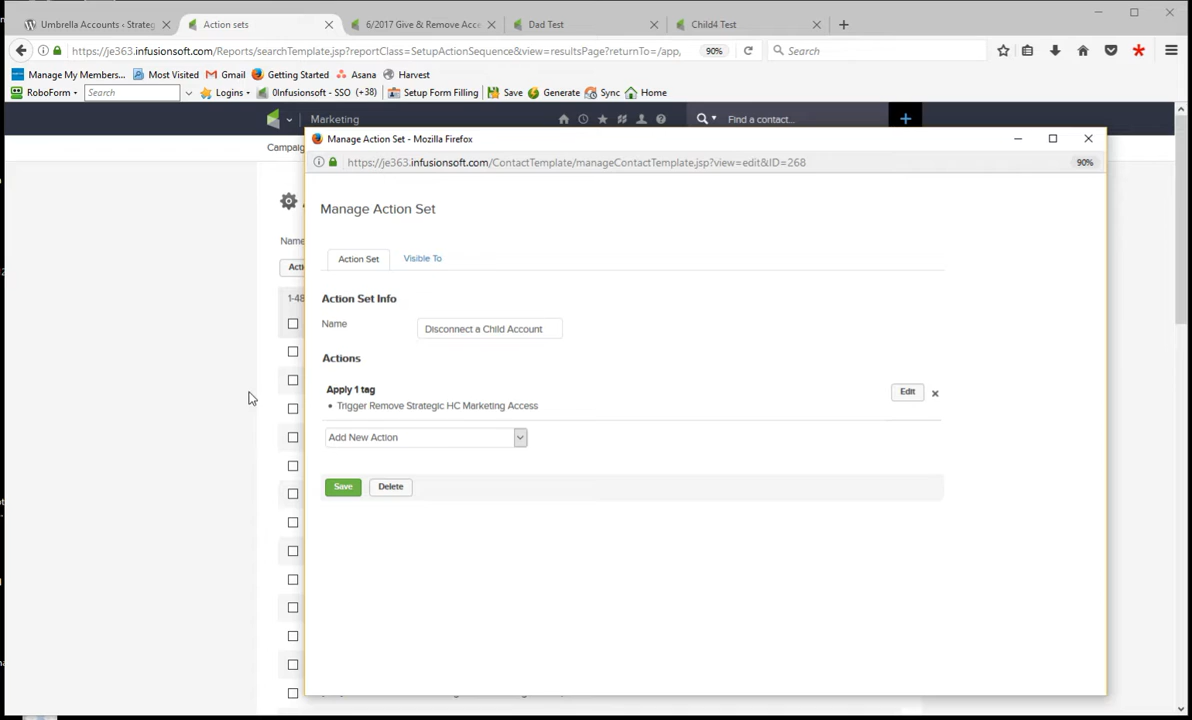 Umbrella Accounts ‹ Strateg
Action sets
6/2017 Give & Remove Acce
Dad Test
Child4 Test
https://je363.infusionsoft.com/Reports/searchTemplate.jsp?reportClass=SetupActionSequence&view=resultsPage?returnTo=/app,
90%
Search
Manage My Members...
Most Visited
Gmail
Getting Started
Asana
Harvest
RoboForm
Search
Logins
0Infusionsoft - SSO (+38)
Setup Form Filling
Save
Generate
Sync
Home
Marketing
Find a contact...
Campaig
Manage Action Set - Mozilla Firefox
https://je363.infusionsoft.com/ContactTemplate/manageContactTemplate.jsp?view=edit&ID=268
90%
Manage Action Set
Name
Action Set
Visible To
Acti
1-48
Action Set Info
Name
Disconnect a Child Account
Actions
Apply 1 tag
Edit
• Trigger Remove Strategic HC Marketing Access
Add New Action
Save
Delete